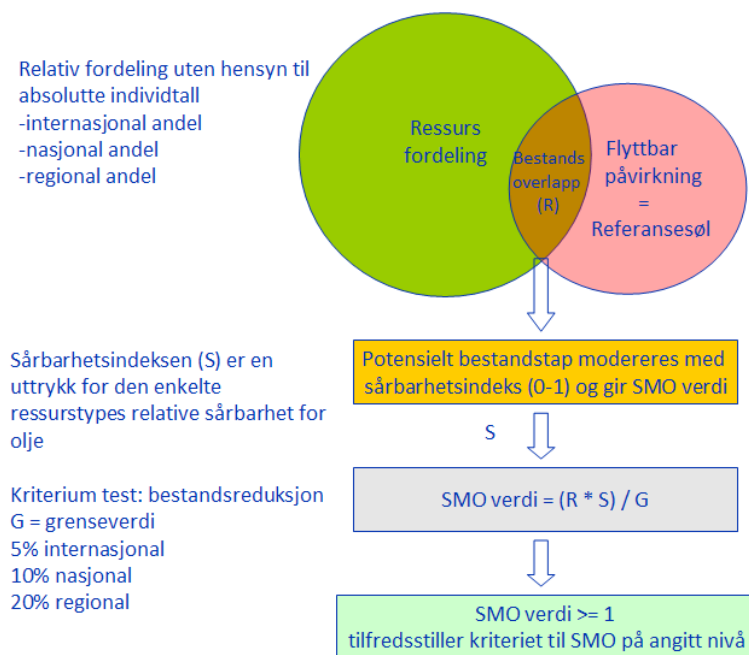 Relativ fordeling uten hensyn til
absolutte individtall
-internasjonal andel
-nasjonal andel
-regional andel
Ressurs
fordeling
Bestands
overlapp
(R)
Flyttbar
påvirkning
=
Referansesøl
Sårbarhetsindeksen (S) er en
uttrykk for den enkelte
ressurstypes relative sårbarhet for
olje
Potensielt bestandstap modereres med
sårbarhetsindeks (0-1) og gir SMO verdi
S
Kriterium test: bestandsreduksjon
G = grenseverdi
5% internasjonal
10% nasjonal
20% regional
SMO verdi = (R * S) / G
SMO verdi >= 1
tilfredsstiller kriteriet til SMO på angitt nivå